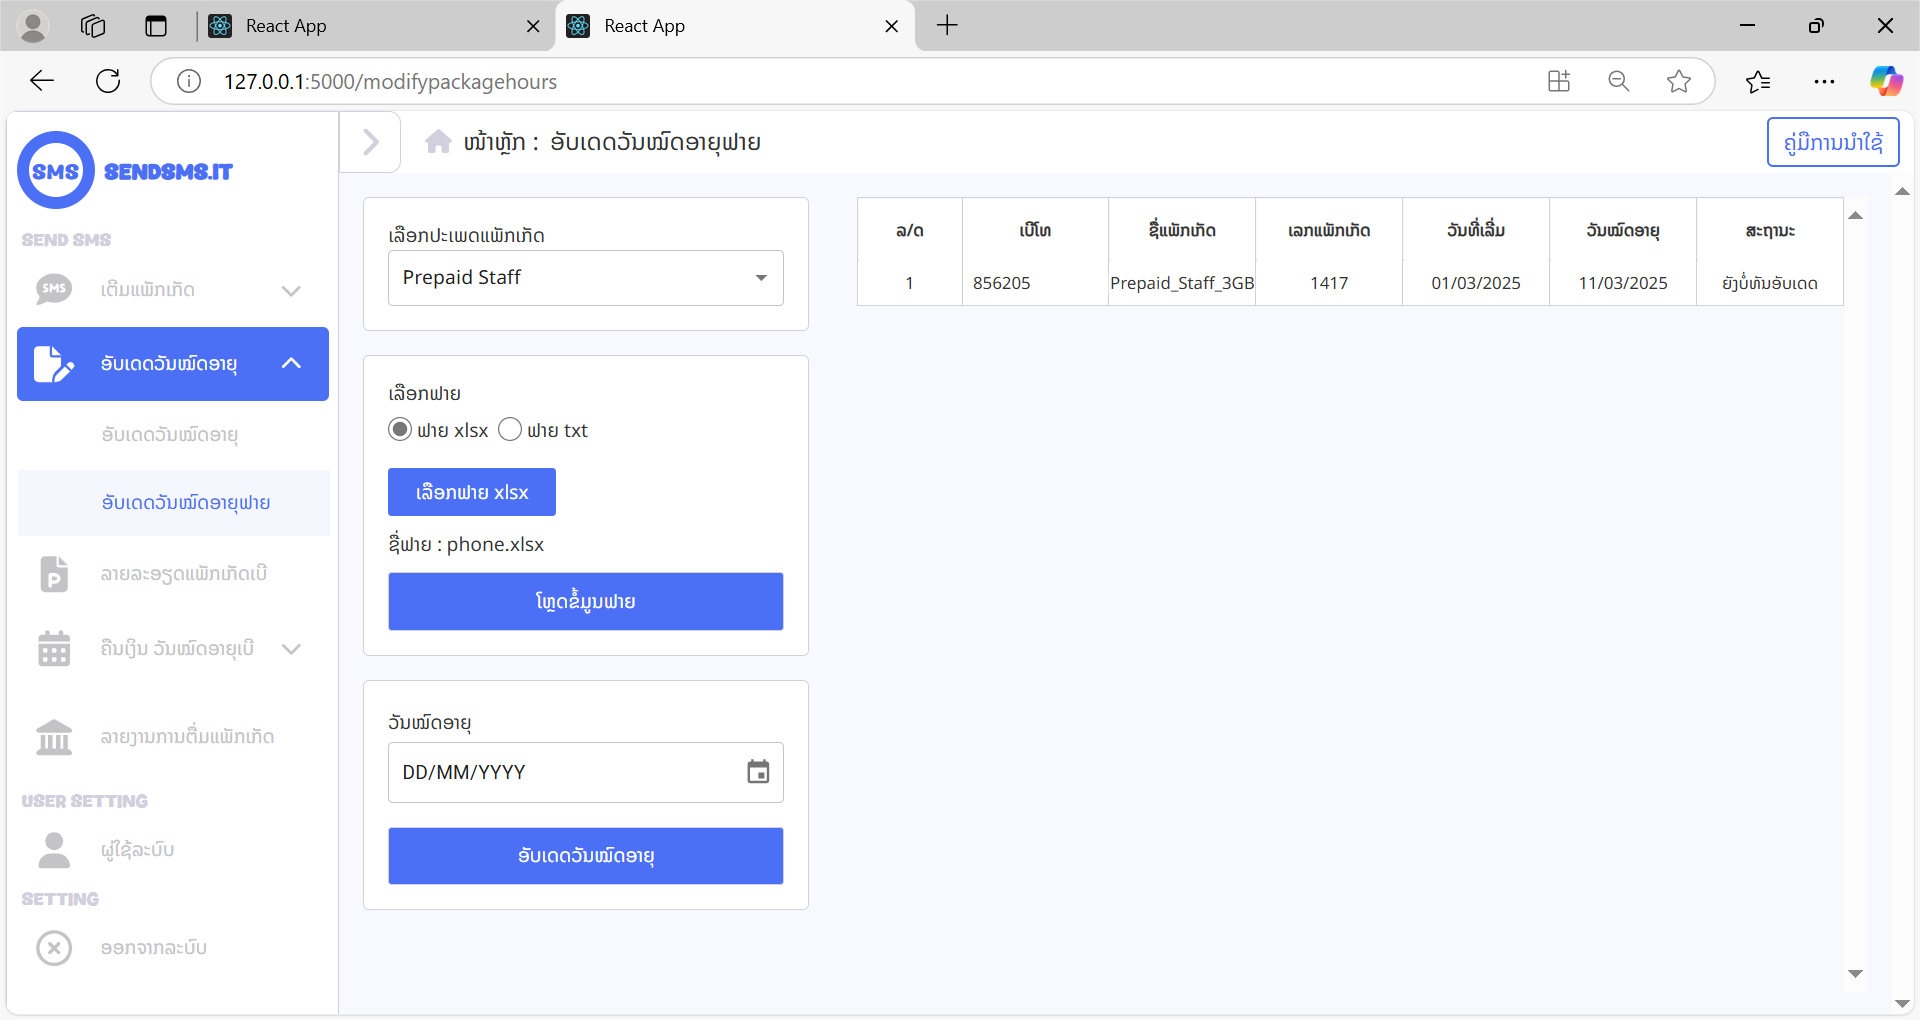 React App
React App
127.0.0.1:5000/modifypackagehours
SMS
SENDSMS.IT
SEND SMS
SMS
ເຕີມແພັກເກັດ
ອັບເດດວັນໝົດອາຍຸ
ອັບເດດວັນໝົດອາຍຸ
ອັບເດດວັນໝົດອາຍຸຟາຍ
P
ລາຍລະອຽດແພັກເກັດເບີ
ຄືນເງິນ ວັນໝົດອາຍຸເບີ
ລາຍງານການຕື່ມແພັກເກັດ
USER SETTING
ຜູ່ໃຊ້ລະບົບ
SETTING
ອອກຈາກລະບົບ
ໜ້າຫຼັກ : ອັບເດດວັນໝົດອາຍຸຟາຍ
ຄູ່ມືການນຳໃຊ້
ເລືອກປະເພດແພັກເກັດ
Prepaid Staff
ເລືອກຟາຍ
ຟາຍ xlsx ຟາຍ txt
ເລືອກຟາຍ xlsx
ຊື່ຟາຍ : phone.xlsx
ໂຫຼດຂໍ້ມູນຟາຍ
ວັນໝົດອາຍຸ
DD/MM/YYYY
ອັບເດດວັນໝົດອາຍຸ
ລ/ດ ເບີໂທ ຊື່ແພັກເກັດ ເລກແພັກເກັດ ວັນທີ່ເລີ່ມ ວັນໝົດອາຍຸ ສະຖານະ
1 856205 Prepaid_Staff_3GB 1417 01/03/2025 11/03/2025 ຍັງບໍ່ທັນອັບເດດ